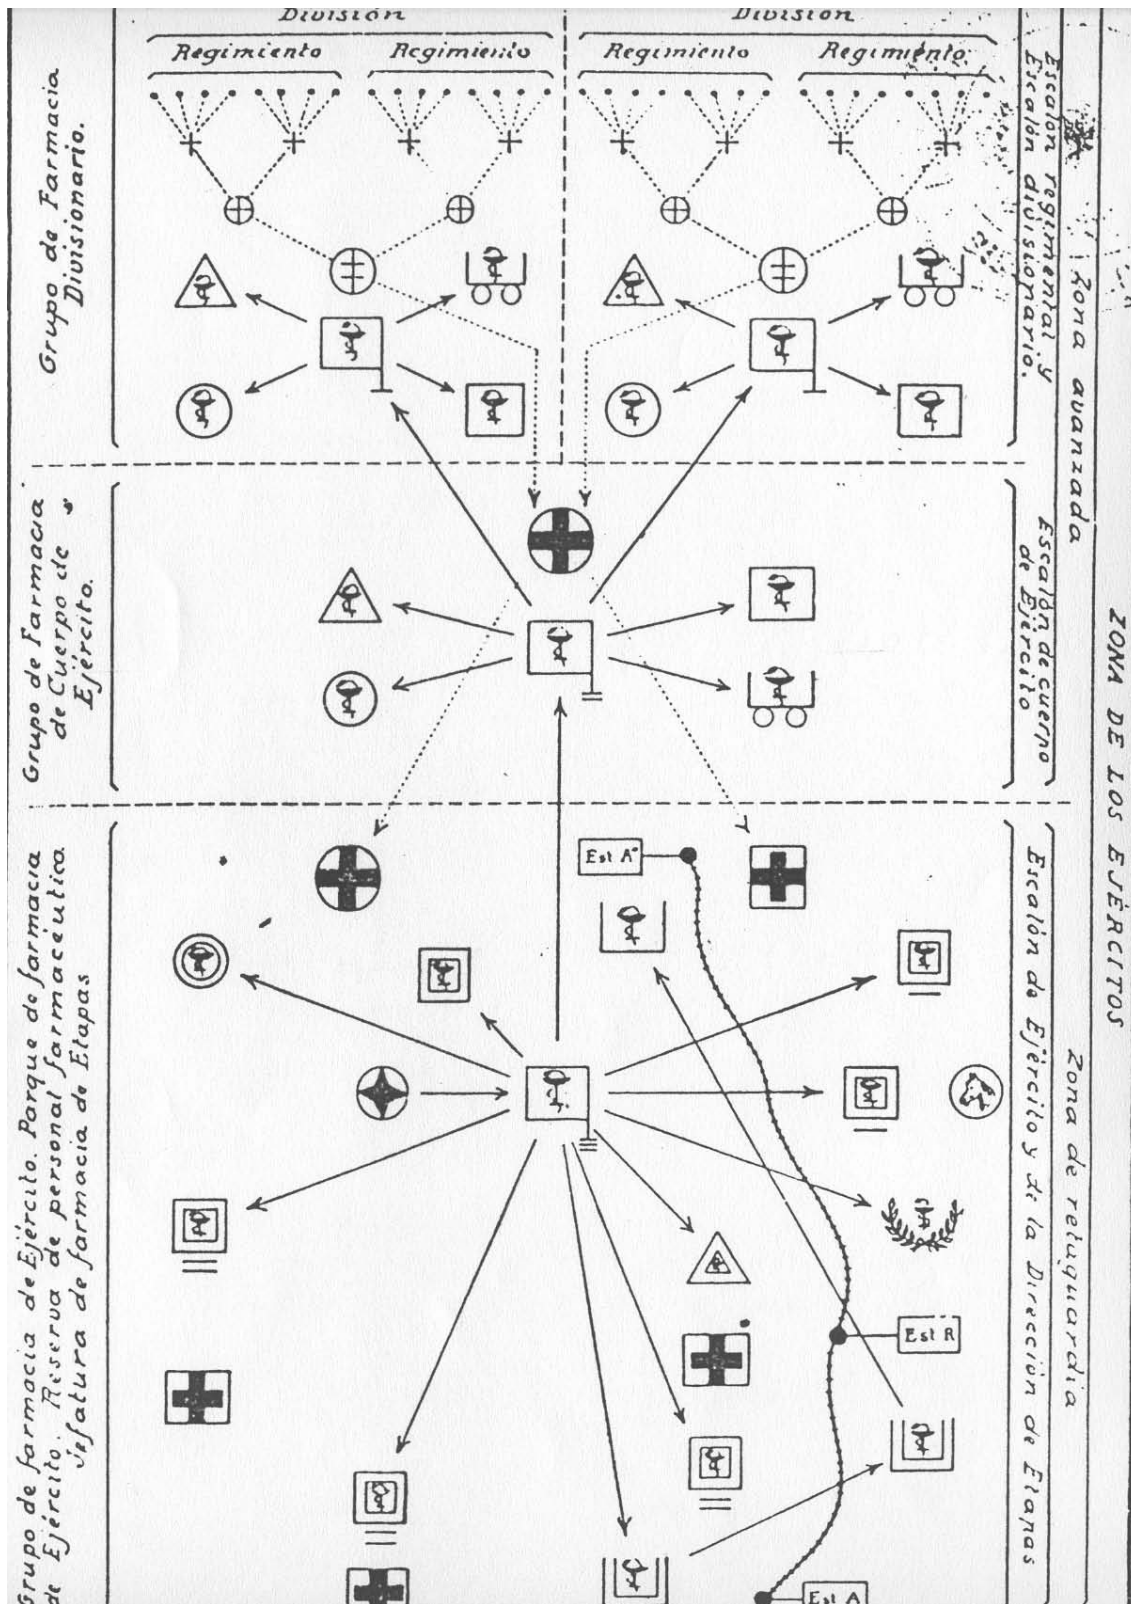 División
División
Regimiento
Regimiento
Regimiento
Regimiento
Grupo de Farmacia
Divisionario.
Escalón regimental y
Escalón divisionario.
Zona avanzada
Grupo de Farmacia
de Cuerpo de
Ejército.
Escalón de cuerpo
de Ejército
ZONA DE LOS EJÉRCITOS
Grupo de farmacia de Ejército. Parque de farmacia
de Ejército. Reserva de personal farmaceutico
Jefatura de farmacia de Etapas
Escalón de Ejército y de la Dirección de Etapas
Zona de retaguardia
Est A
Est R
Est A